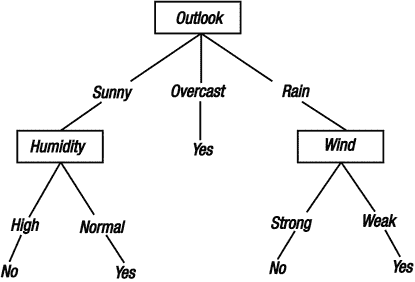 Outlook
Sunny Overcast Rain
Humidity Yes Wind
High Normal Strong Weak
No Yes No Yes